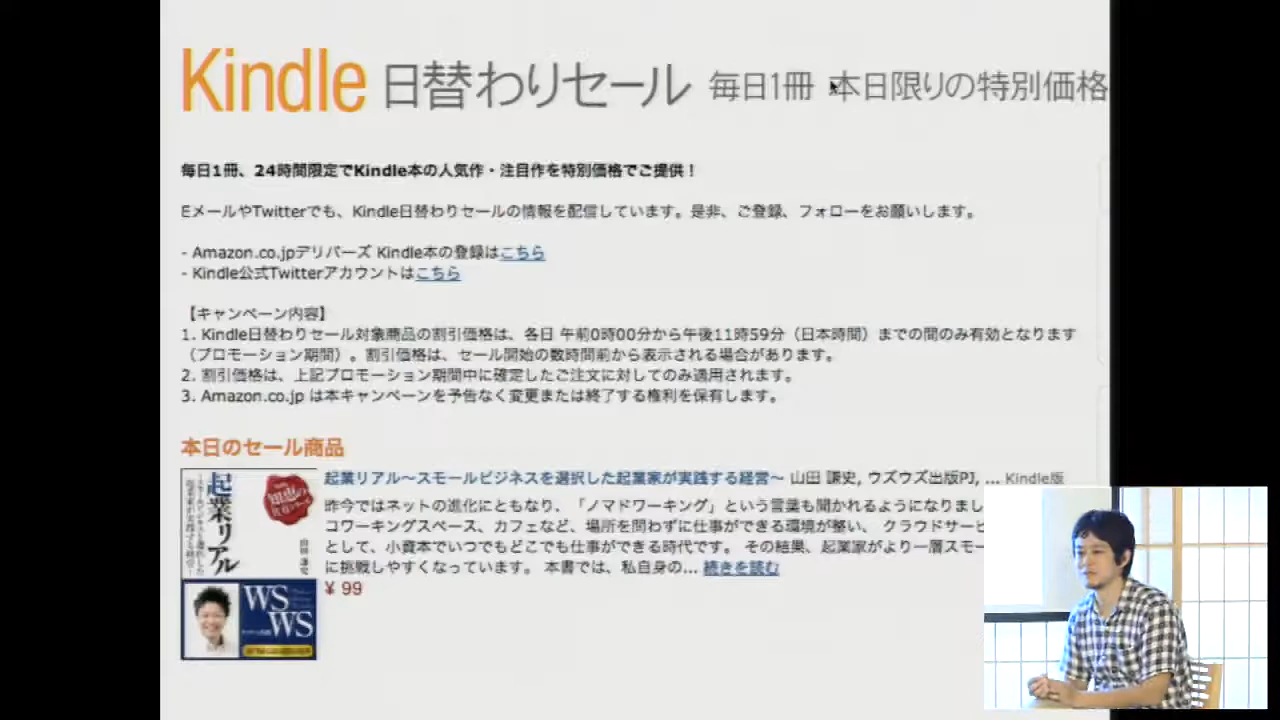 Kindle 日替わりセール 毎日1冊 本日限りの特別価格
毎日1冊、24時間限定でKindle本の人気作・注目作を特別価格でご提供！
EメールやTwitterでも、Kindle日替わりセールの情報を配信しています。是非、ご登録、フォローをお願いします。
- Amazon.co.jpデリバーズ Kindle本の登録はこちら
- Kindle公式Twitterアカウントはこちら
【キャンペーン内容】
1. Kindle日替わりセール対象商品の割引価格は、各日 午前0時00分から午後11時59分（日本時間）までの間のみ有効となります
（プロモーション期間）。割引価格は、セール開始の数時間前から表示される場合があります。
2. 割引価格は、上記プロモーション期間中に確定したご注文に対してのみ適用されます。
3. Amazon.co.jp は本キャンペーンを予告なく変更または終了する権利を保有します。
本日のセール商品
起業リアル～スモールビジネスを選択した起業家が実践する経営～ 山田 謙史, ウズウズ出版PJ, ... Kindle版
昨今ではネットの進化にともなり、「ノマドワーキング」という言葉も聞かれるようになりまし
コワーキングスペース、カフェなど、場所を問わずに仕事ができる環境が整い、 クラウドサービ
として、小資本でいつでもどこでも仕事ができる時代です。 その結果、起業家がより一層スモー
に挑戦しやすくなっています。 本書では、私自身の... 続きを読む
¥ 99
起業リアル
WS
WS